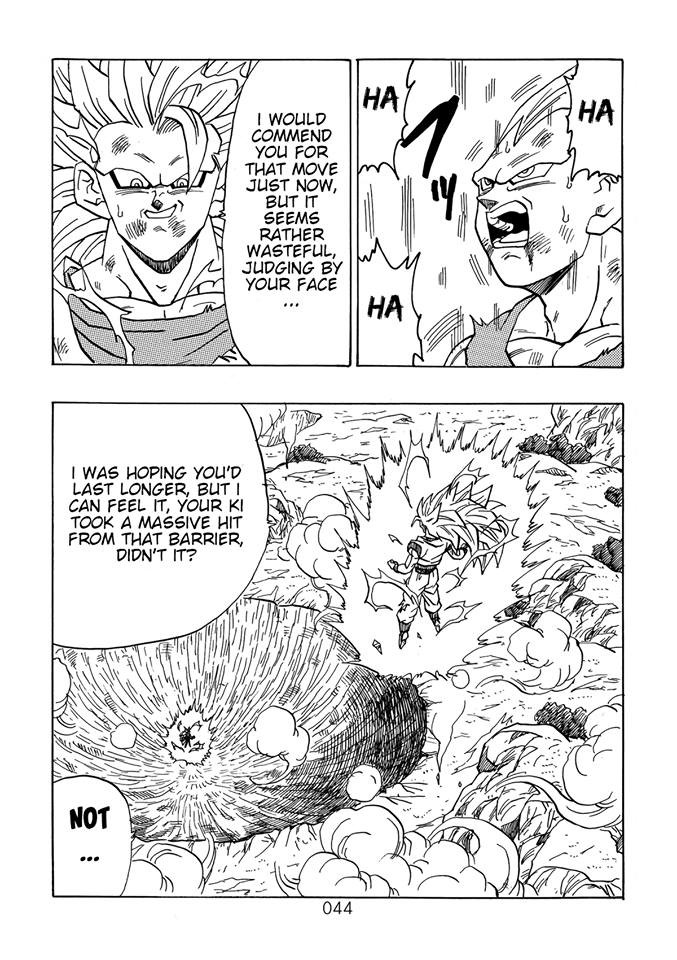 I WOULD
COMMEND
YOU FOR
THAT MOVE
JUST NOW,
BUT IT
SEEMS
RATHER
WASTEFUL,
JUDGING BY
YOUR FACE
...
HA
HA
HA
フッ
I WAS HOPING YOU'D
LAST LONGER, BUT I
CAN FEEL IT, YOUR KI
TOOK A MASSIVE HIT
FROM THAT BARRIER,
DIDN'T IT?
NOT
...
044